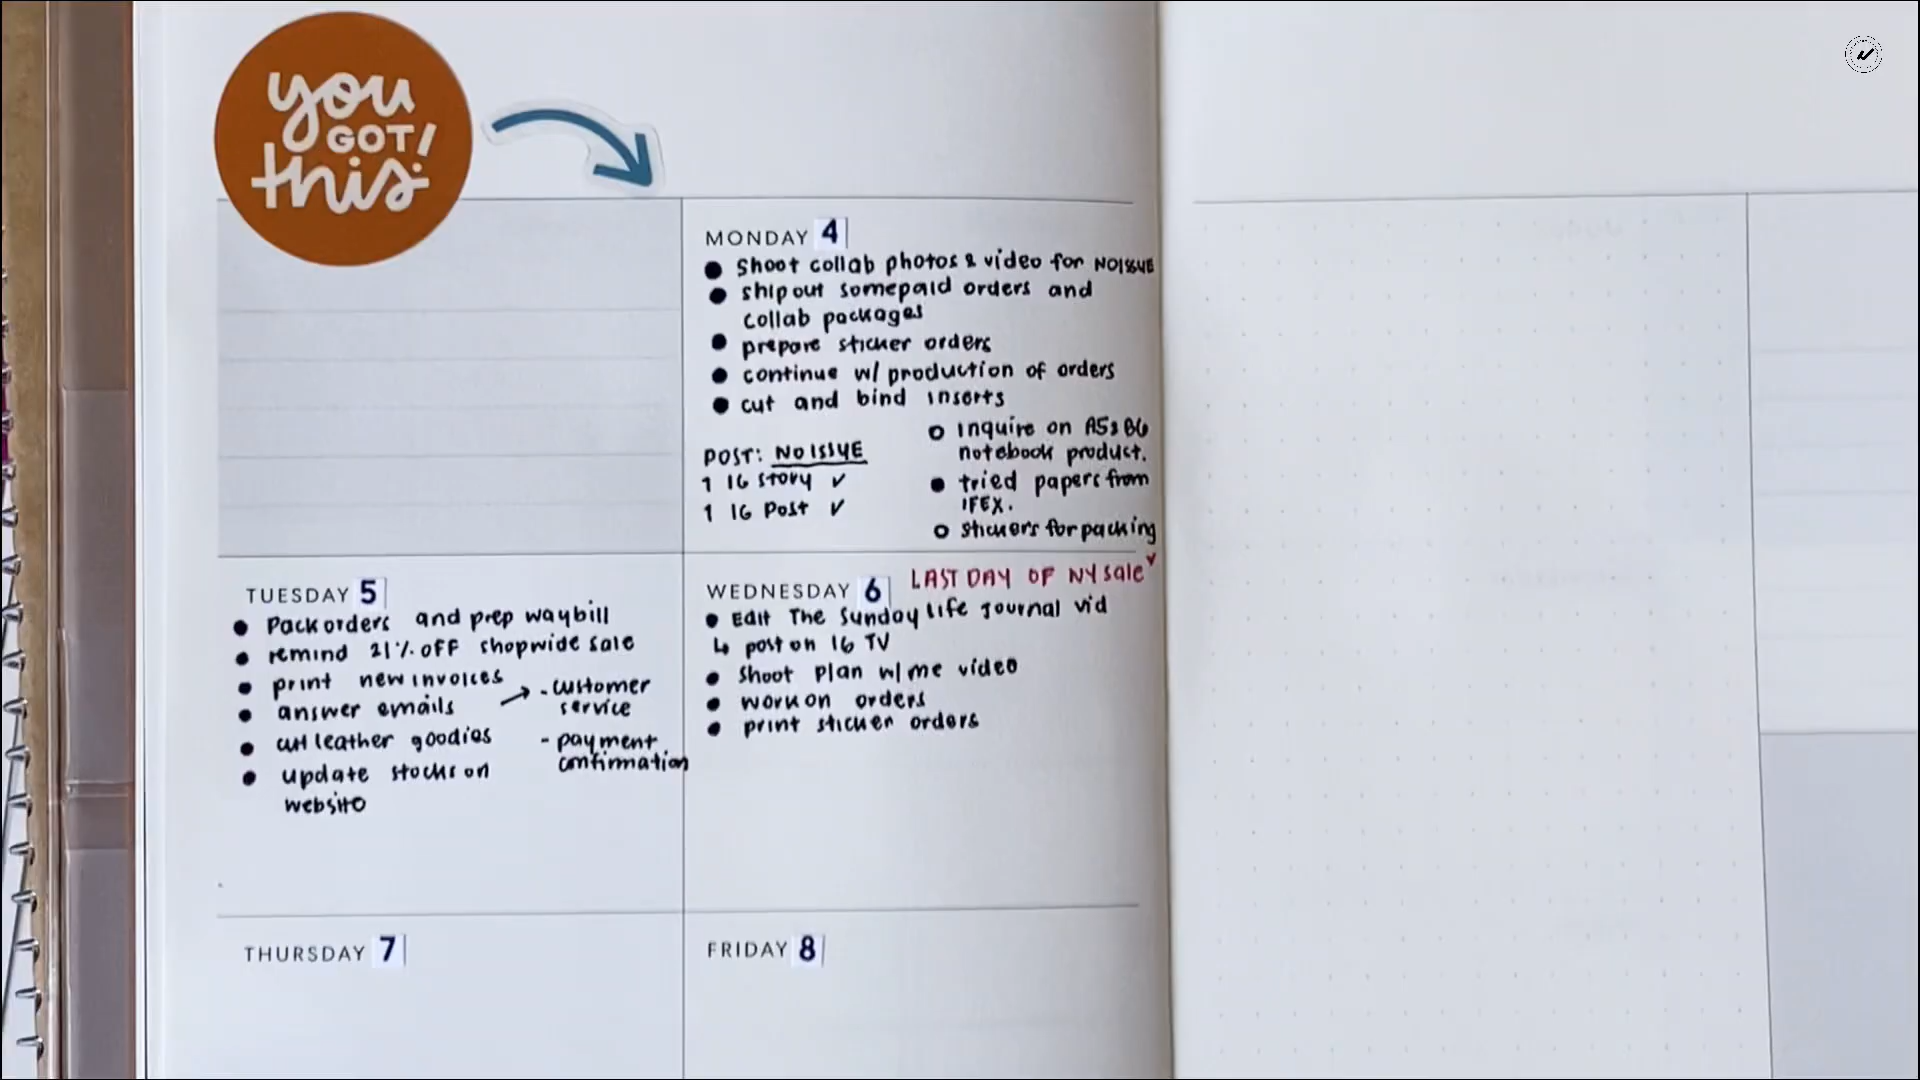 you
GOT!
this
MONDAY 4
Shoot collab photos & video for NOISSUE
ship out some paid orders and
collab packages
prepare sticker orders
continue w/ production of orders
cut and bind inserts
POST: NOISSUE
1 IG Story ✓
1 IG Post ✓
inquire on A5 & B6
notebook product.
tried papers from
IFEX.
stickers for packing
TUESDAY 5
Pack orders and prep waybill
remind 21% OFF shopwide sale
print new invoices
answer emails → - customer
service
- payment
confirmation
cut leather goodies
update stocks on
website
WEDNESDAY 6 LAST DAY OF NY sale
Edit The Sunday Life Journal vid
↳ post on IG TV
Shoot Plan w/ me video
work on orders
print sticker orders
THURSDAY 7
FRIDAY 8